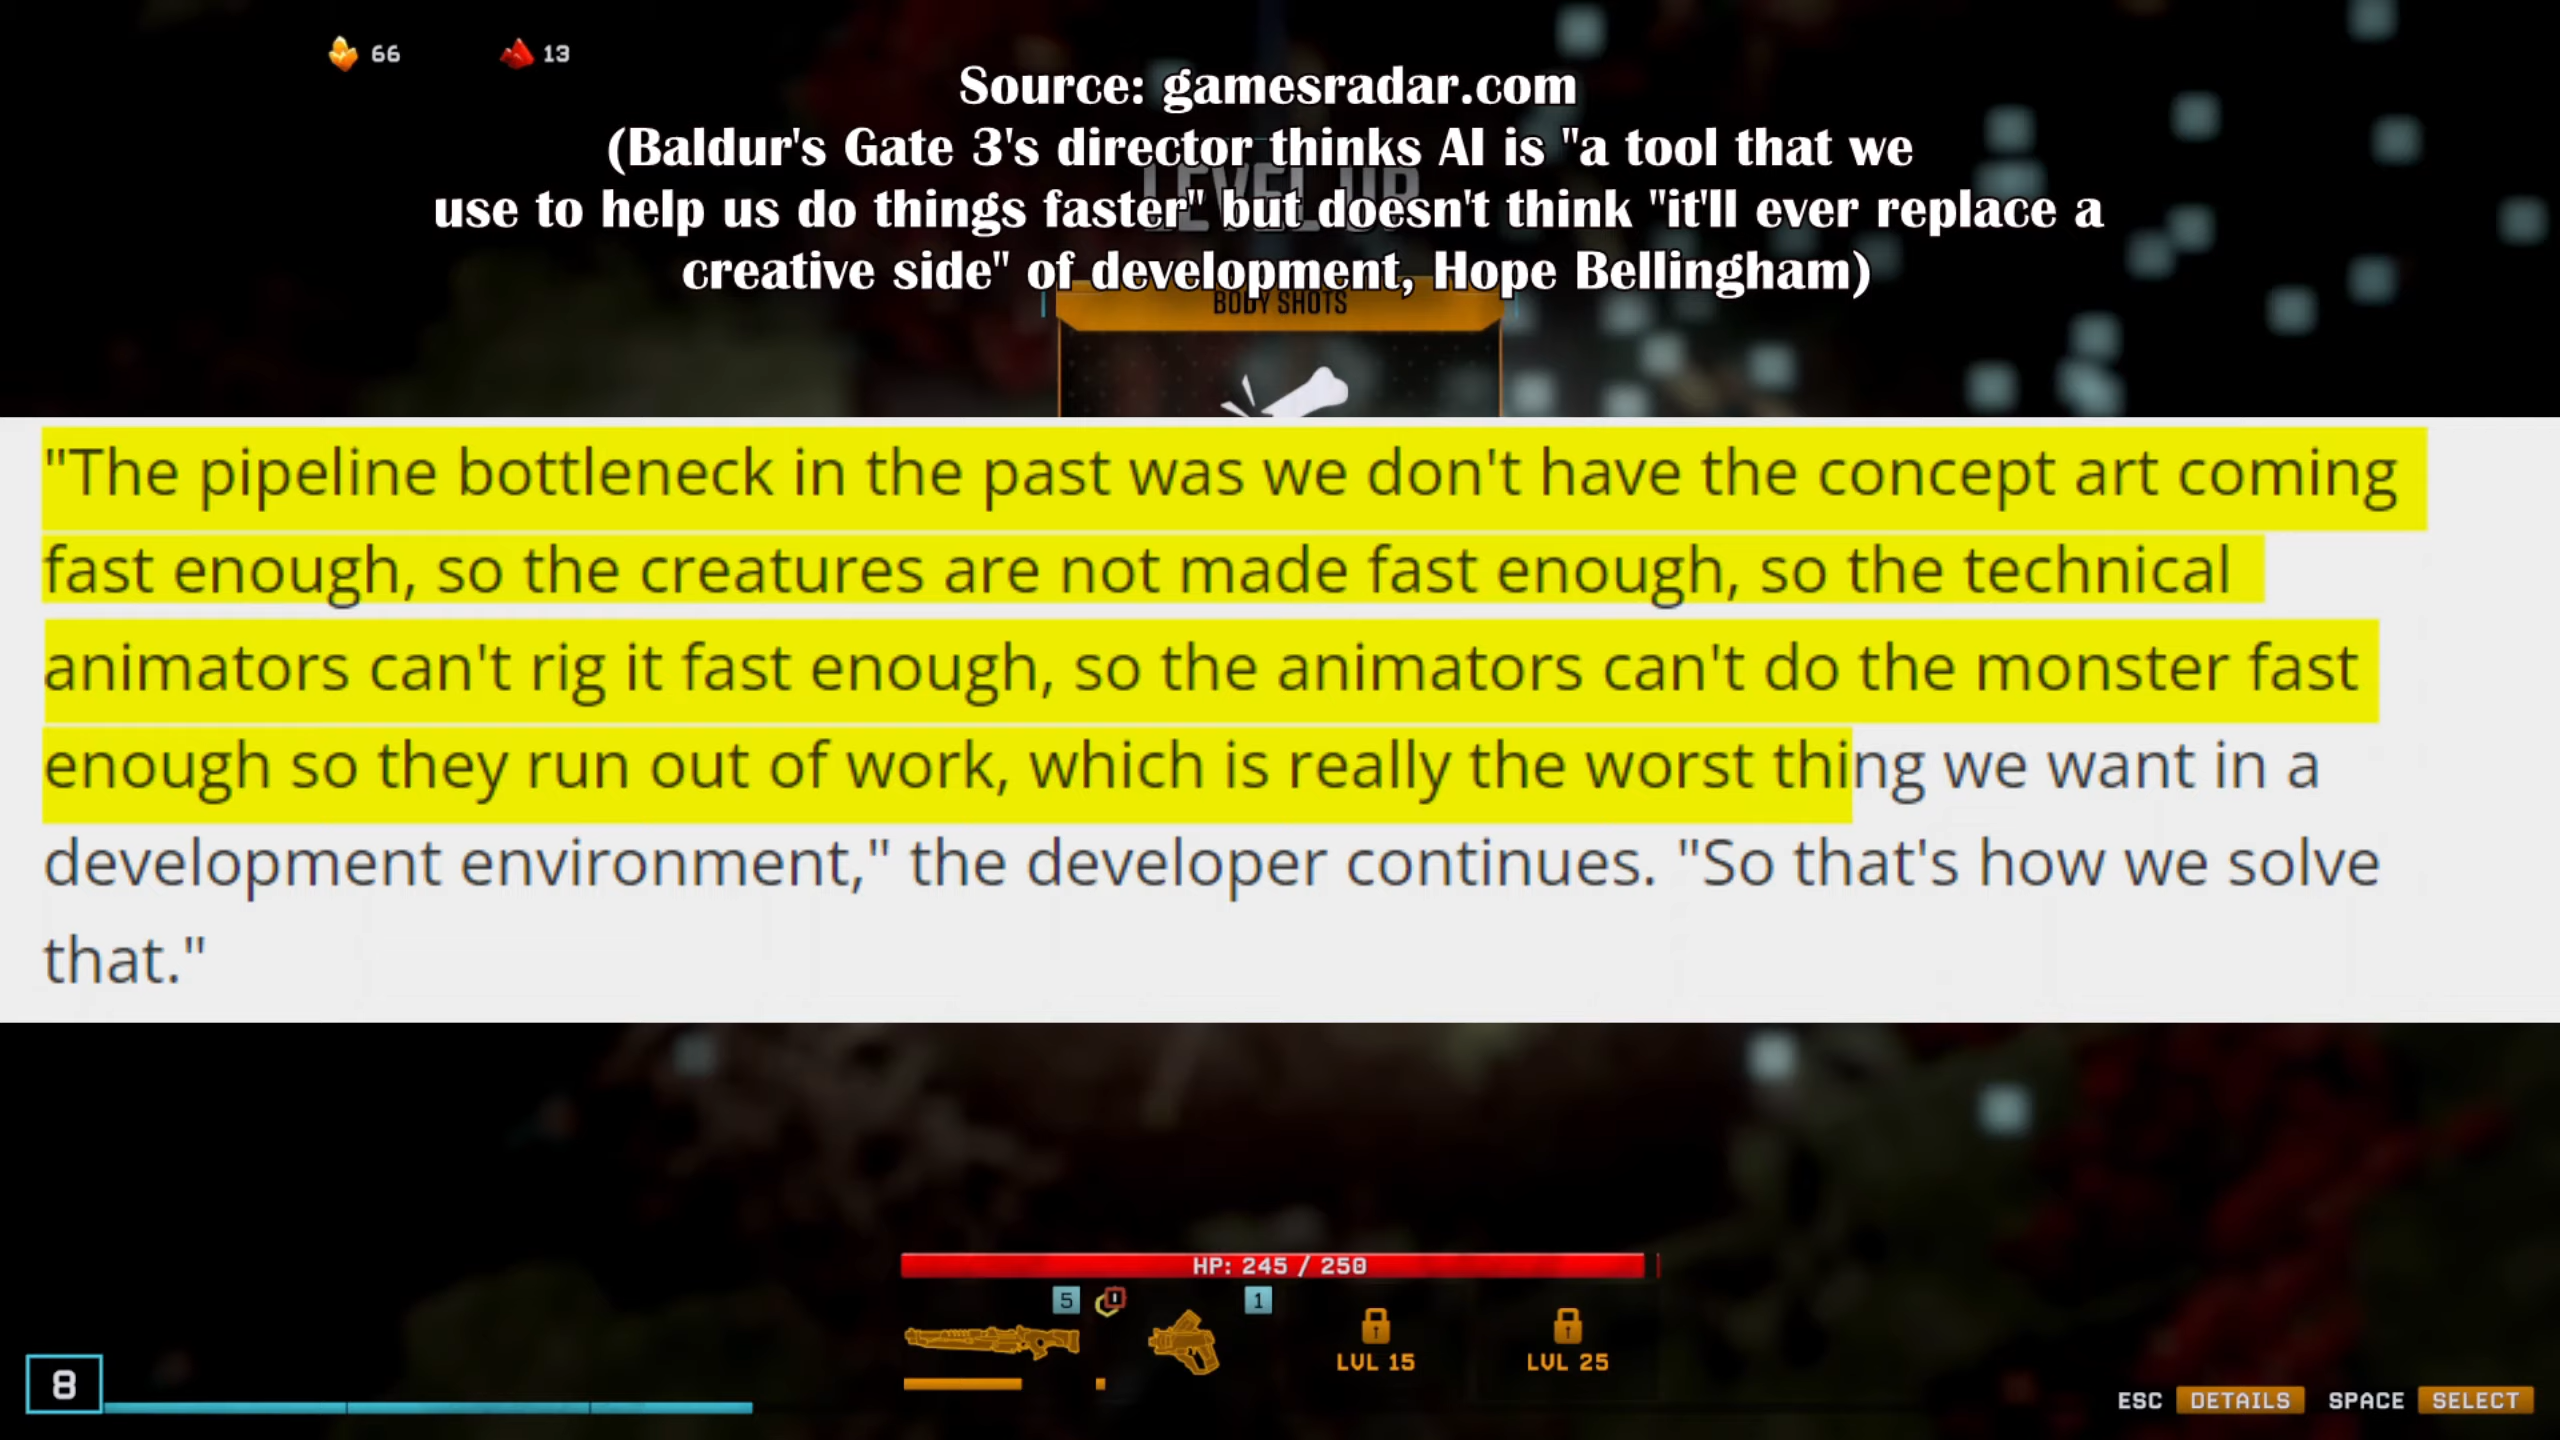 66
13
Source: gamesradar.com
(Baldur's Gate 3's director thinks AI is "a tool that we
use to help us do things faster" but doesn't think "it'll ever replace a
creative side" of development, Hope Bellingham)
LEVEL UP
BODY SHOTS
"The pipeline bottleneck in the past was we don't have the concept art coming
fast enough, so the creatures are not made fast enough, so the technical
animators can't rig it fast enough, so the animators can't do the monster fast
enough so they run out of work, which is really the worst thing we want in a
development environment," the developer continues. "So that's how we solve
that."
HP: 245 / 250
5
1
LVL 15
LVL 25
8
ESC DETAILS SPACE SELECT